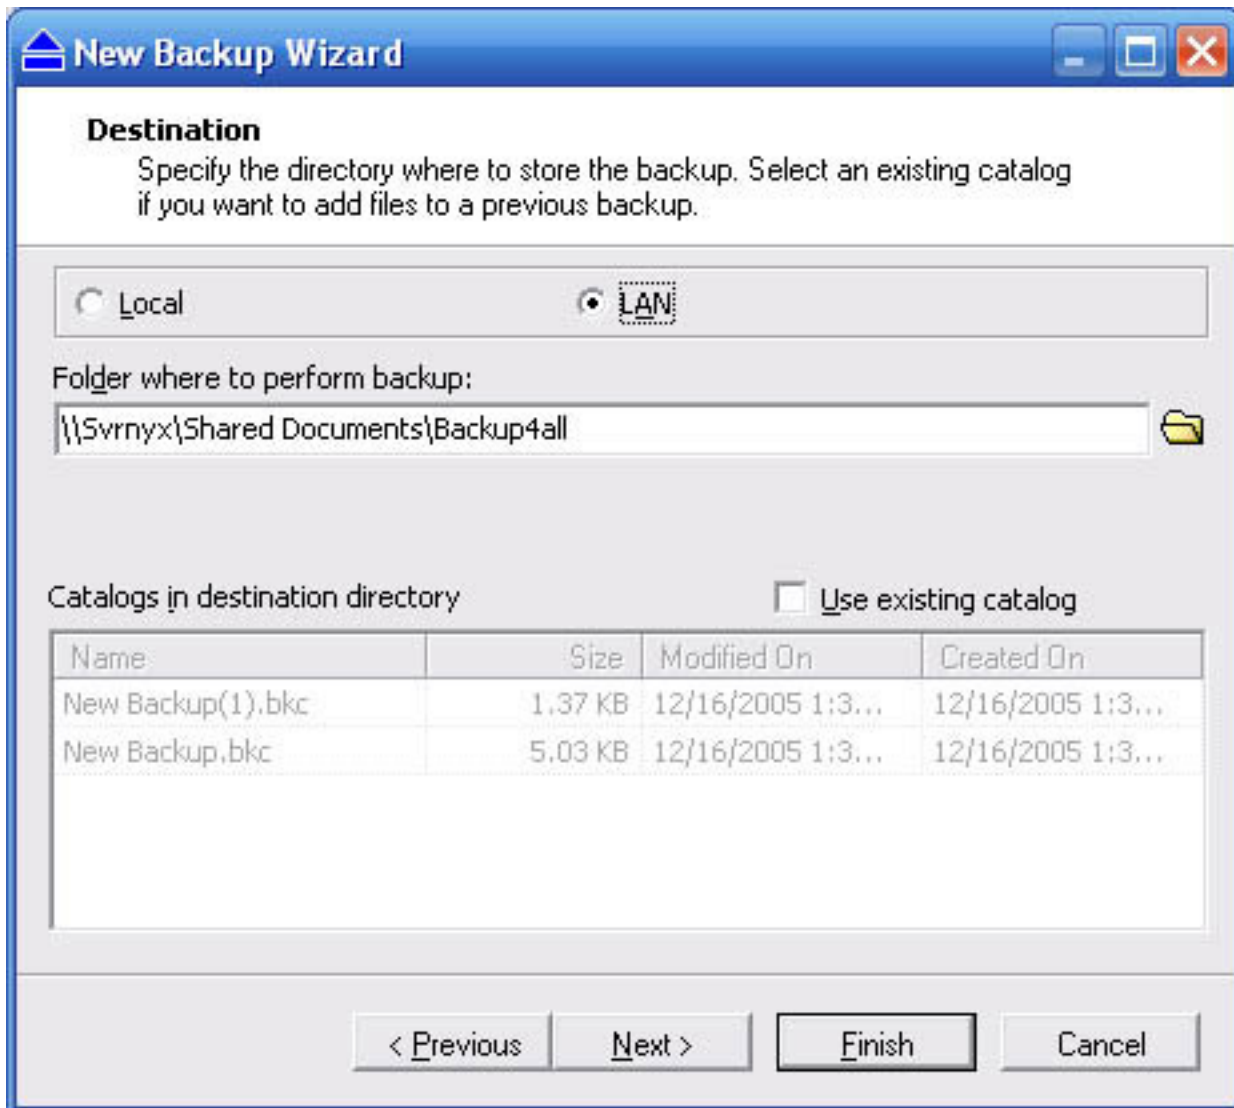 New Backup Wizard
Destination
Specify the directory where to store the backup. Select an existing catalog
if you want to add files to a previous backup.
Local LAN
Folder where to perform backup:
\\Svrnyx\Shared Documents\Backup4all
Catalogs in destination directory Use existing catalog
Name Size Modified On Created On
New Backup(1).bkc 1.37 KB 12/16/2005 1:3... 12/16/2005 1:3...
New Backup.bkc 5.03 KB 12/16/2005 1:3... 12/16/2005 1:3...
< Previous Next > Finish Cancel